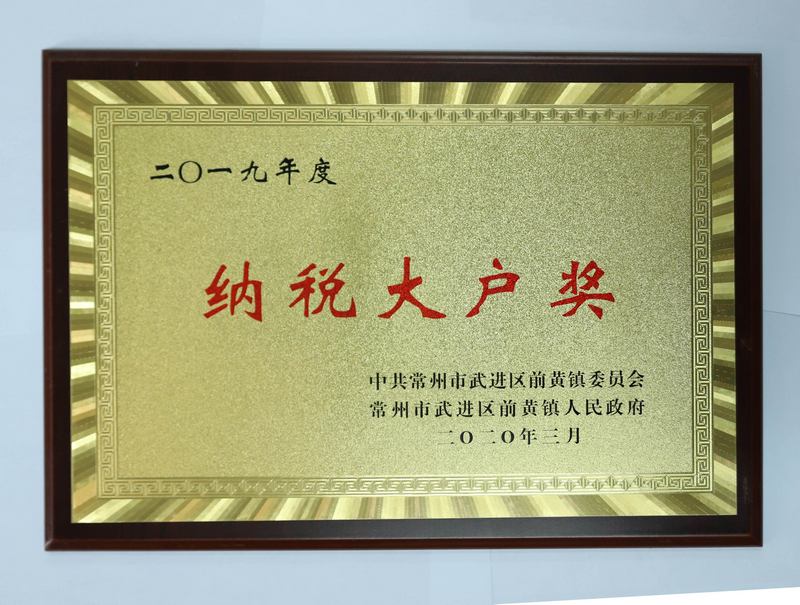 二〇一九年度
纳税大户奖
中共常州市武进区前黄镇委员会
常州市武进区前黄镇人民政府
二〇二〇年三月